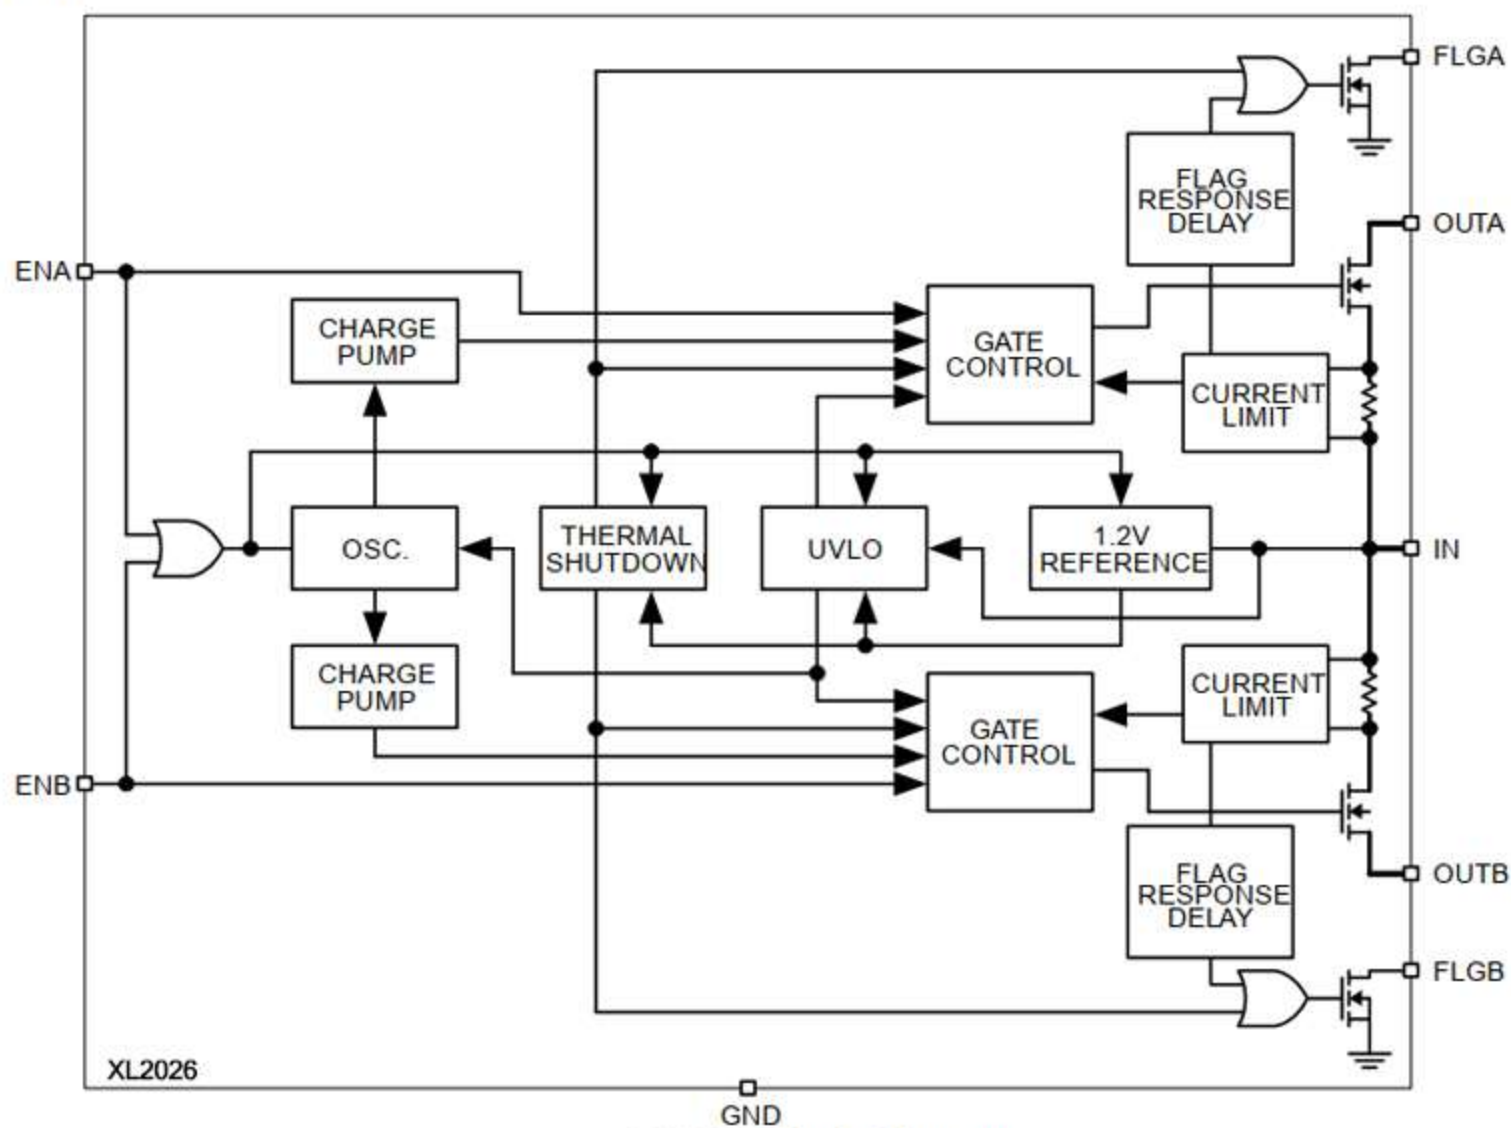 FLGA
FLAG
RESPONSE
DELAY
OUTA
ENA
CHARGE
PUMP
GATE
CONTROL
CURRENT
LIMIT
OSC.
THERMAL
SHUTDOWN
UVLO
1.2V
REFERENCE
IN
CHARGE
PUMP
GATE
CONTROL
CURRENT
LIMIT
ENB
FLAG
RESPONSE
DELAY
OUTB
FLGB
XL2026
GND